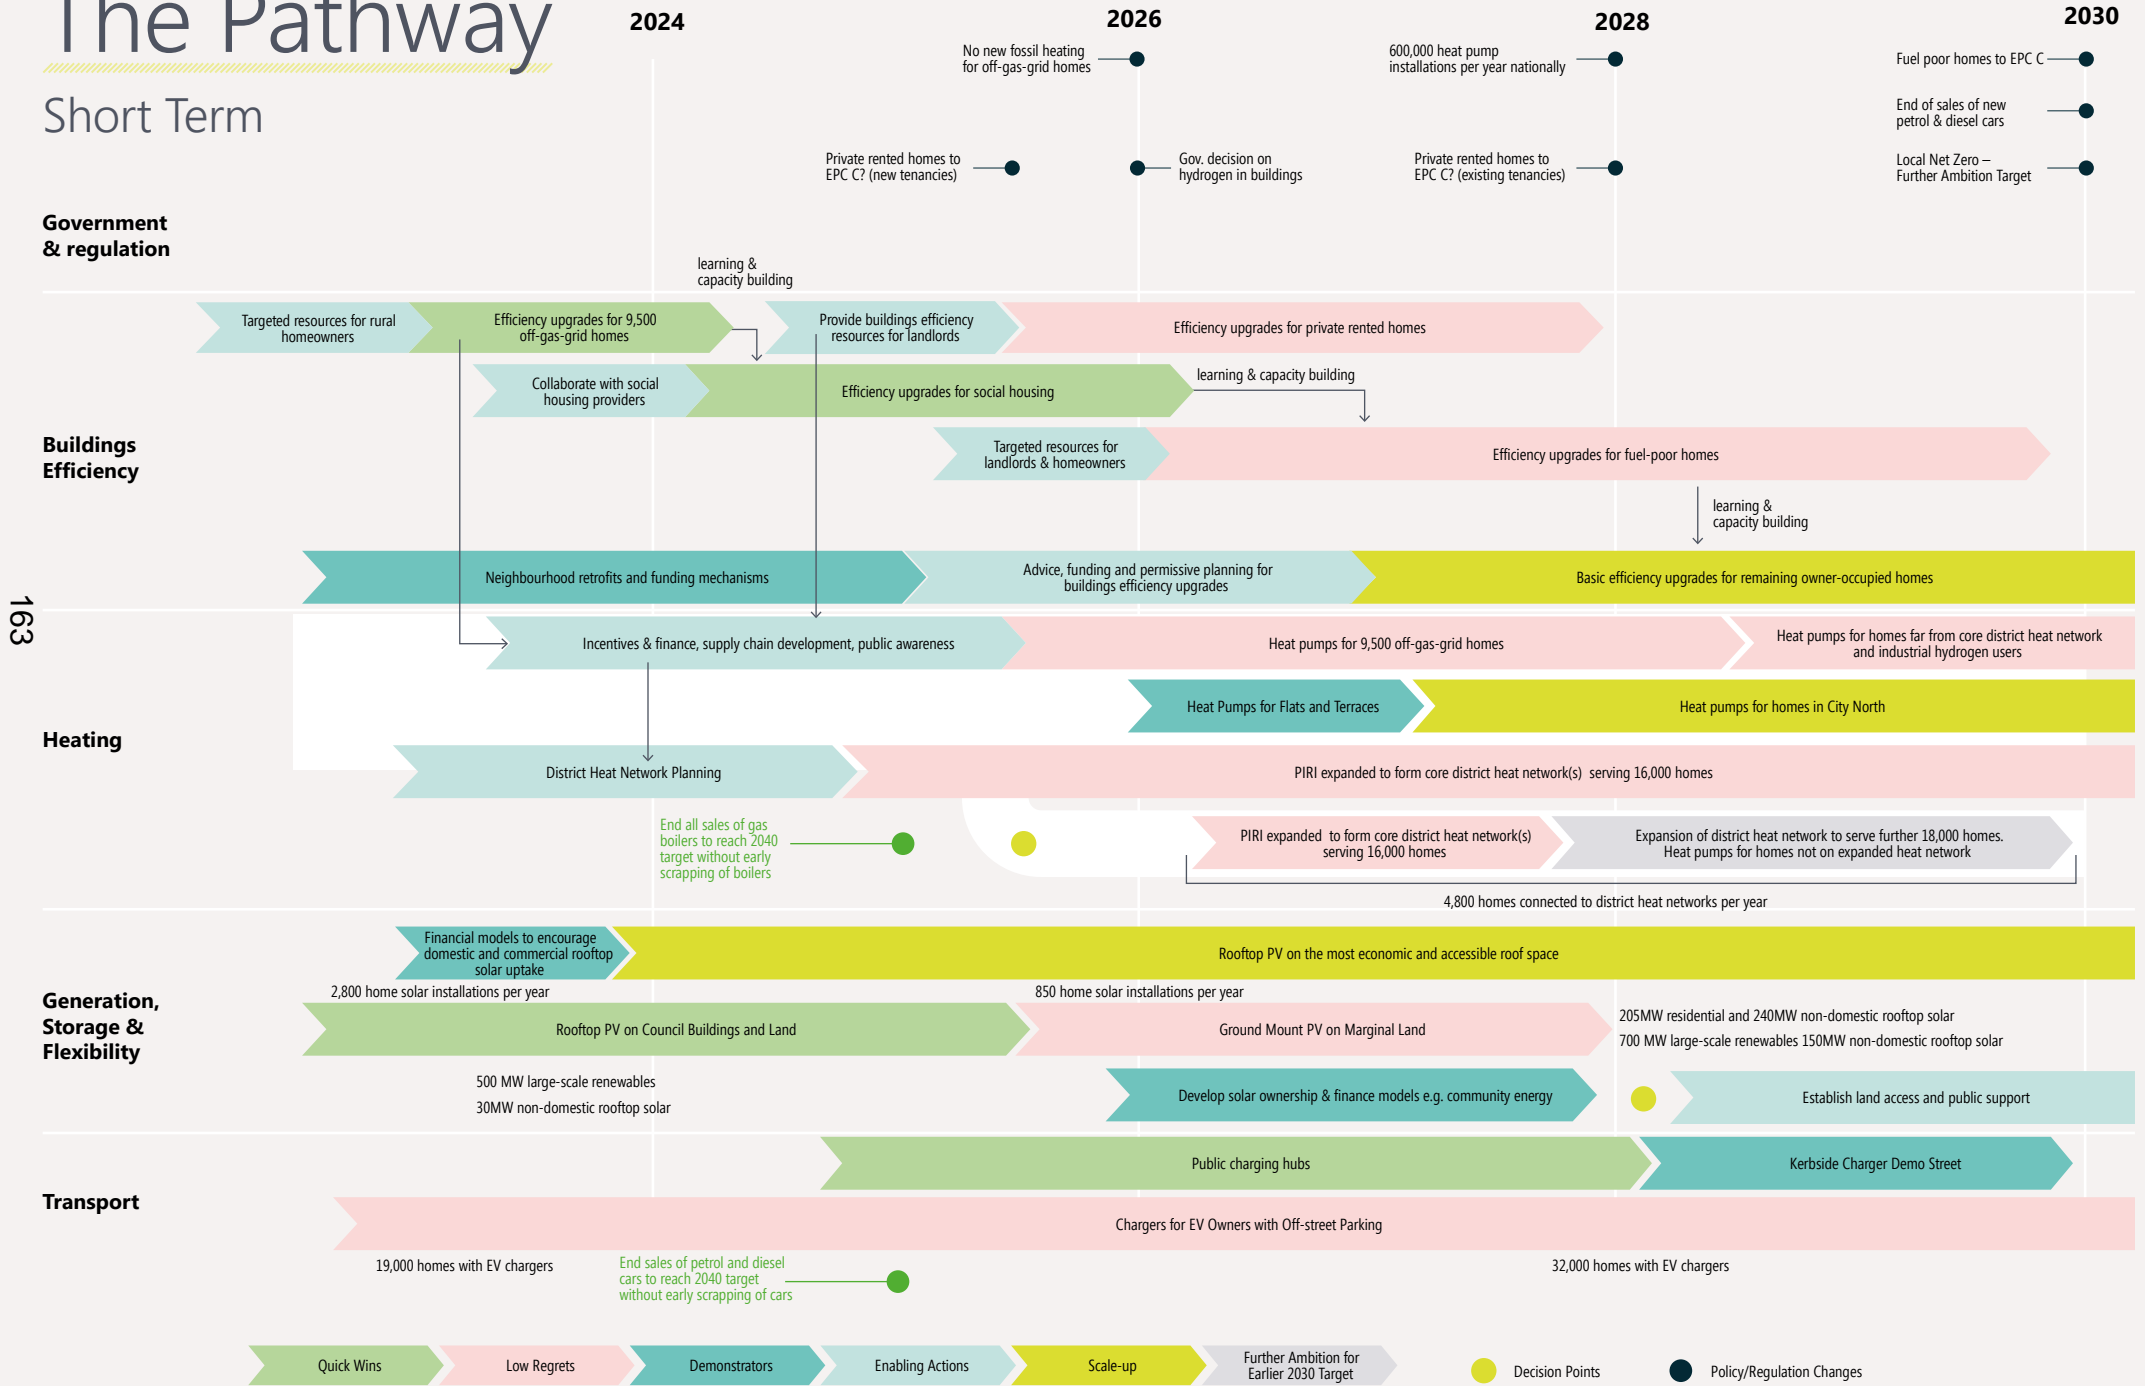 The Pathway
Short Term
2024
2026
2028
2030
No new fossil heating
for off-gas-grid homes
600,000 heat pump
installations per year nationally
Fuel poor homes to EPC C
End of sales of new
petrol & diesel cars
Private rented homes to
EPC C? (new tenancies)
Gov. decision on
hydrogen in buildings
Private rented homes to
EPC C? (existing tenancies)
Local Net Zero –
Further Ambition Target
Government
& regulation
learning &
capacity building
Targeted resources for rural
homeowners
Efficiency upgrades for 9,500
off-gas-grid homes
Provide buildings efficiency
resources for landlords
Efficiency upgrades for private rented homes
Collaborate with social
housing providers
Efficiency upgrades for social housing
learning & capacity building
Buildings
Efficiency
Targeted resources for
landlords & homeowners
Efficiency upgrades for fuel-poor homes
learning &
capacity building
Neighbourhood retrofits and funding mechanisms
Advice, funding and permissive planning for
buildings efficiency upgrades
Basic efficiency upgrades for remaining owner-occupied homes
163
Incentives & finance, supply chain development, public awareness
Heat pumps for 9,500 off-gas-grid homes
Heat pumps for homes far from core district heat network
and industrial hydrogen users
Heating
Heat Pumps for Flats and Terraces
Heat pumps for homes in City North
District Heat Network Planning
PIRI expanded to form core district heat network(s) serving 16,000 homes
End all sales of gas
boilers to reach 2040
target without early
scrapping of boilers
PIRI expanded to form core district heat network(s)
serving 16,000 homes
Expansion of district heat network to serve further 18,000 homes.
Heat pumps for homes not on expanded heat network
4,800 homes connected to district heat networks per year
Generation,
Storage &
Flexibility
Financial models to encourage
domestic and commercial rooftop
solar uptake
Rooftop PV on the most economic and accessible roof space
2,800 home solar installations per year
850 home solar installations per year
Rooftop PV on Council Buildings and Land
Ground Mount PV on Marginal Land
205MW residential and 240MW non-domestic rooftop solar
700 MW large-scale renewables 150MW non-domestic rooftop solar
500 MW large-scale renewables
30MW non-domestic rooftop solar
Develop solar ownership & finance models e.g. community energy
Establish land access and public support
Transport
Public charging hubs
Kerbside Charger Demo Street
Chargers for EV Owners with Off-street Parking
19,000 homes with EV chargers
End sales of petrol and diesel
cars to reach 2040 target
without early scrapping of cars
32,000 homes with EV chargers
Quick Wins
Low Regrets
Demonstrators
Enabling Actions
Scale-up
Further Ambition for
Earlier 2030 Target
Decision Points
Policy/Regulation Changes